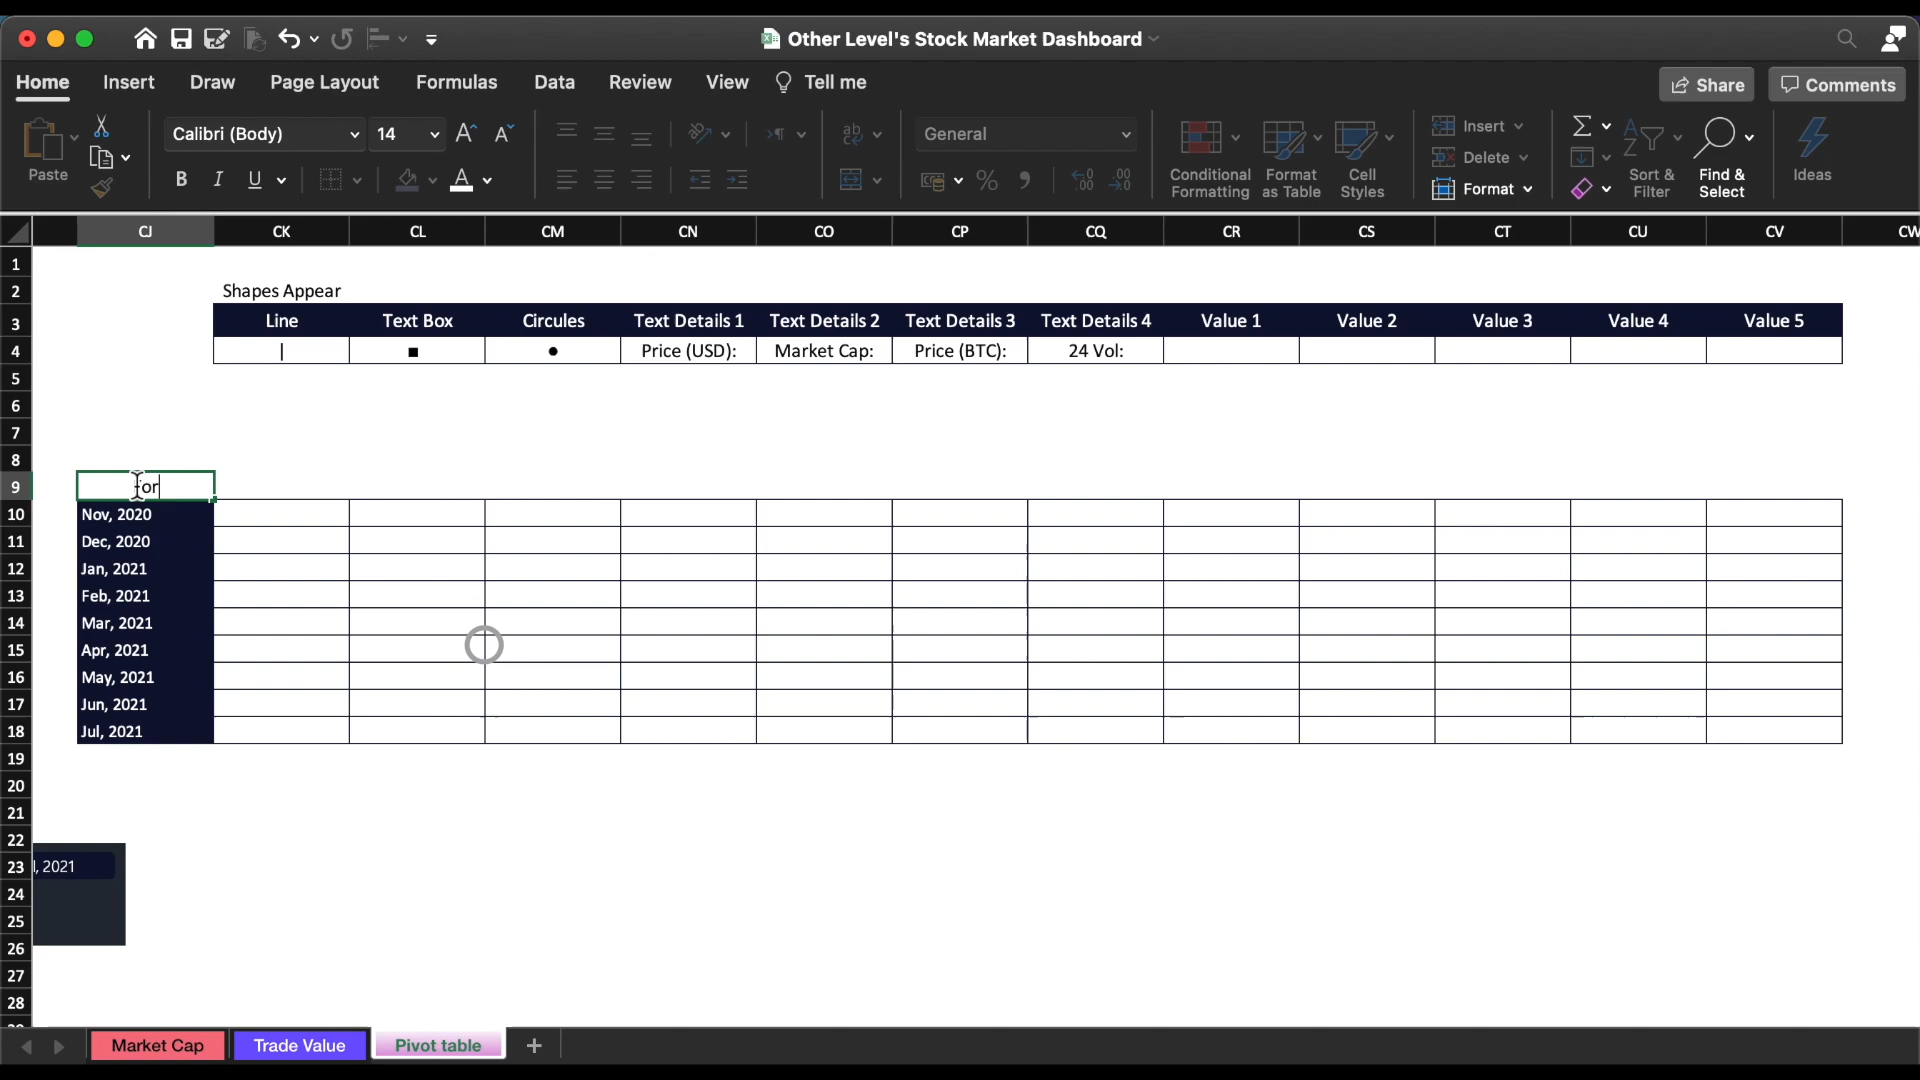 Other Level's Stock Market Dashboard
Home Insert Draw Page Layout Formulas Data Review View Tell me Share Comments
Paste
Calibri (Body) 14
General
Conditional Formatting
Format as Table
Cell Styles
Insert
Delete
Format
Sort & Filter
Find & Select
Ideas
CJ CK CL CM CN CO CP CQ CR CS CT CU CV CW
1
2 Shapes Appear
3 Line Text Box Circules Text Details 1 Text Details 2 Text Details 3 Text Details 4 Value 1 Value 2 Value 3 Value 4 Value 5
4 | ■ ● Price (USD): Market Cap: Price (BTC): 24 Vol:
5
6
7
8
9 or
10 Nov, 2020
11 Dec, 2020
12 Jan, 2021
13 Feb, 2021
14 Mar, 2021
15 Apr, 2021
16 May, 2021
17 Jun, 2021
18 Jul, 2021
19
20
21
22
23 l, 2021
24
25
26
27
28
Market Cap Trade Value Pivot table +